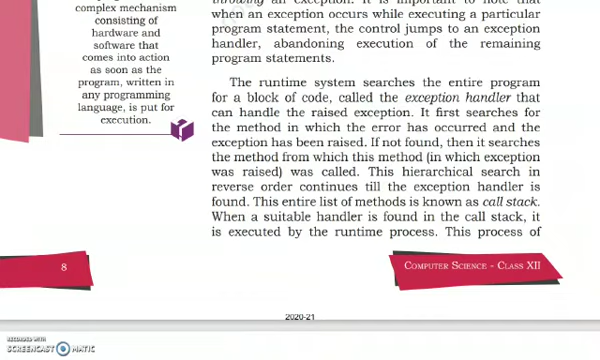 complex mechanism
consisting of
hardware and
software that
comes into action
as soon as the
program, written in
any programming
language, is put for
execution.
throwing an exception. It is important to note that
when an exception occurs while executing a particular
program statement, the control jumps to an exception
handler, abandoning execution of the remaining
program statements.
The runtime system searches the entire program
for a block of code, called the exception handler that
can handle the raised exception. It first searches for
the method in which the error has occurred and the
exception has been raised. If not found, then it searches
the method from which this method (in which exception
was raised) was called. This hierarchical search in
reverse order continues till the exception handler is
found. This entire list of methods is known as call stack.
When a suitable handler is found in the call stack, it
is executed by the runtime process. This process of
8
COMPUTER SCIENCE - CLASS XII
2020-21
RECORDED WITH
SCREENCAST MATIC